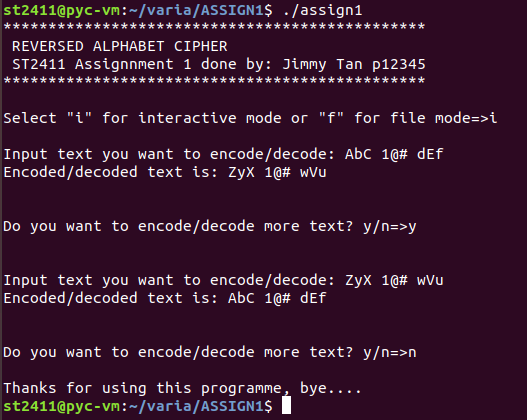 st2411@pyc-vm:~/varia/ASSIGN1$ ./assign1
***********************************************
REVERSED ALPHABET CIPHER
ST2411 Assignnment 1 done by: Jimmy Tan p12345
***********************************************
Select "i" for interactive mode or "f" for file mode=>i
Input text you want to encode/decode: AbC 1@# dEf
Encoded/decoded text is: ZyX 1@# wVu
Do you want to encode/decode more text? y/n=>y
Input text you want to encode/decode: ZyX 1@# wVu
Encoded/decoded text is: AbC 1@# dEf
Do you want to encode/decode more text? y/n=>n
Thanks for using this programme, bye....
st2411@pyc-vm:~/varia/ASSIGN1$